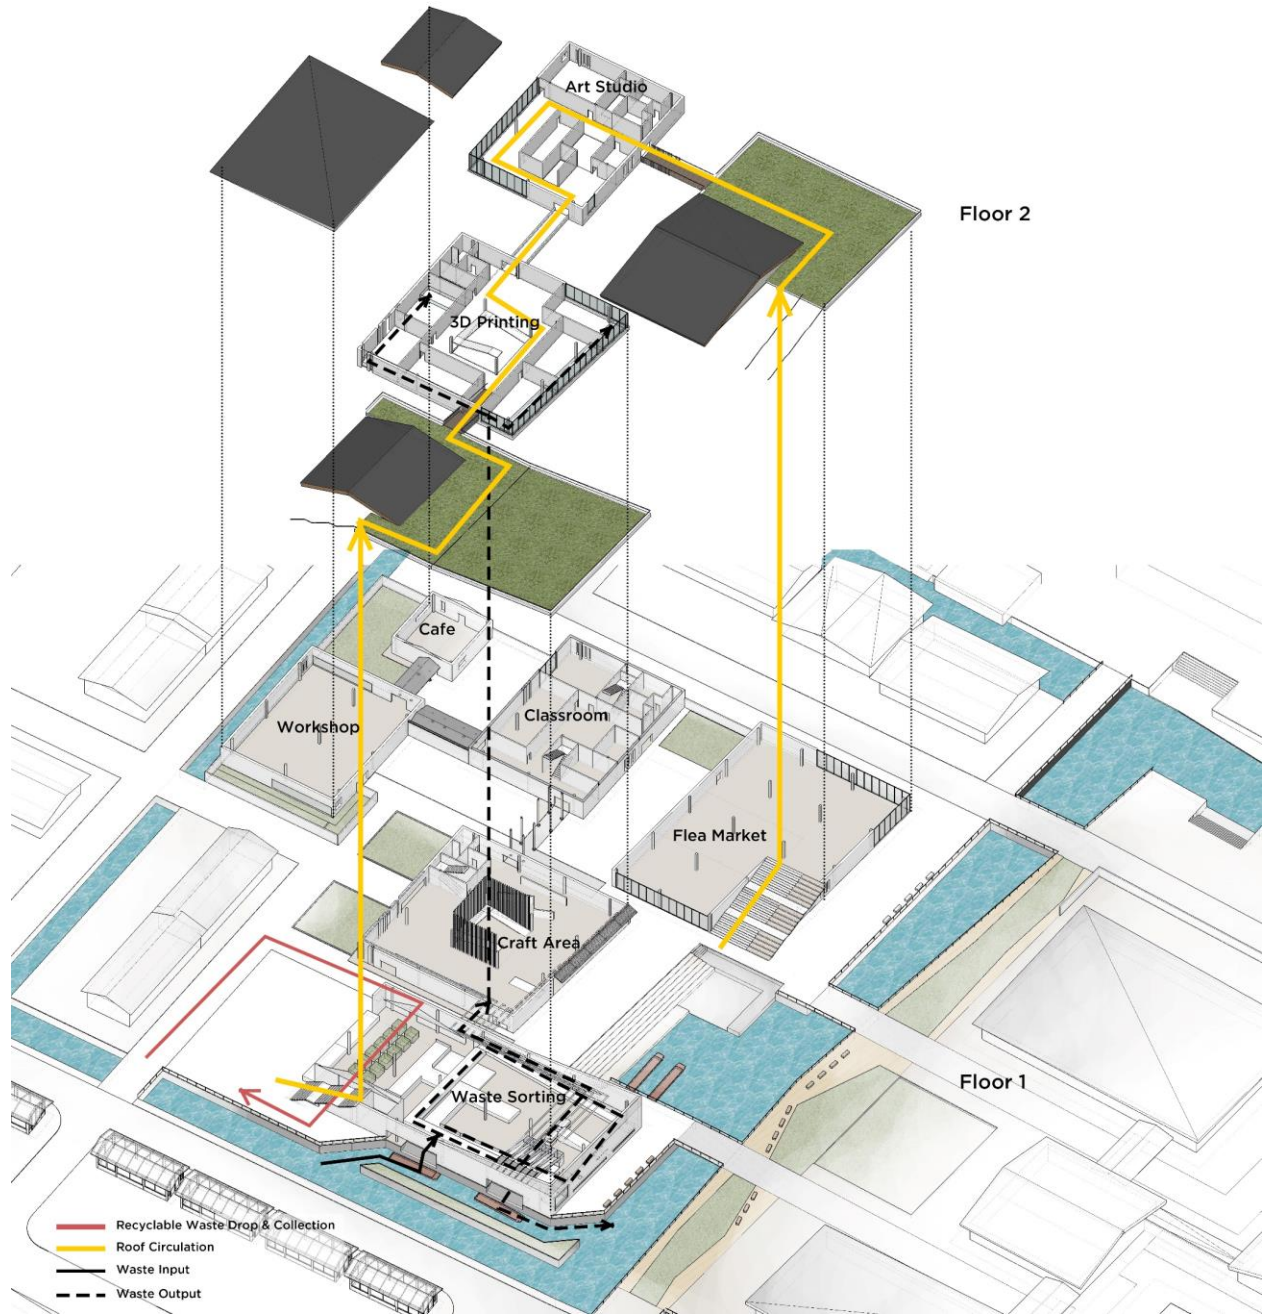 Art Studio
Floor 2
3D Printing
Cafe
Workshop
Classroom
Flea Market
Craft Area
Floor 1
Waste Sorting
Recyclable Waste Drop & Collection
Roof Circulation
Waste Input
Waste Output